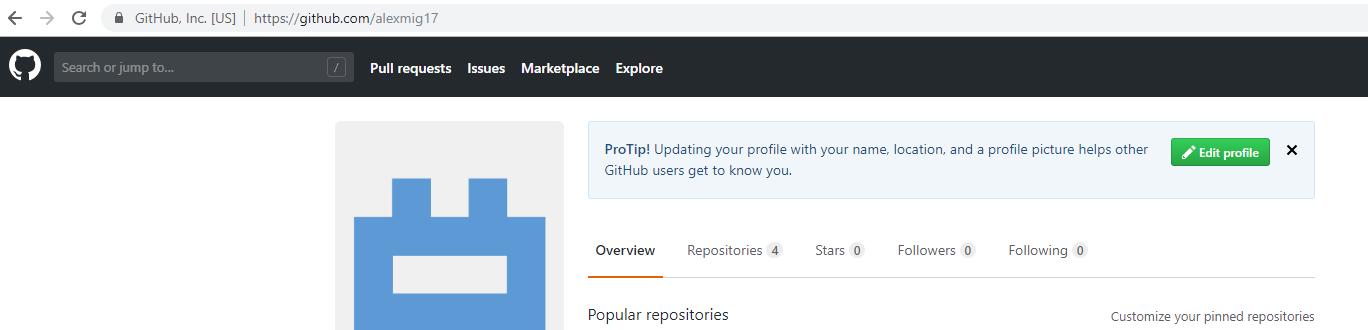 GitHub, Inc. [US] https://github.com/alexmig17
Search or jump to... / Pull requests Issues Marketplace Explore
ProTip! Updating your profile with your name, location, and a profile picture helps other
GitHub users get to know you.
Edit profile
Overview Repositories 4 Stars 0 Followers 0 Following 0
Popular repositories Customize your pinned repositories